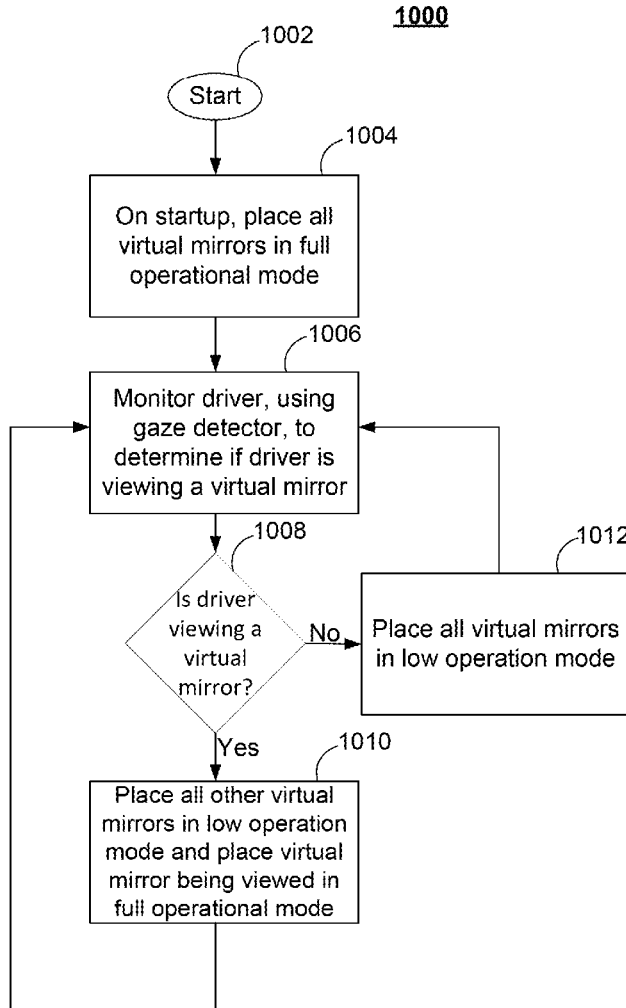 1000
1002
Start
1004
On startup, place all
virtual mirrors in full
operational mode
1006
Monitor driver, using
gaze detector, to
determine if driver is
viewing a virtual mirror
1008
Is driver
viewing a
virtual
mirror?
No
1012
Place all virtual mirrors
in low operation mode
Yes
1010
Place all other virtual
mirrors in low operation
mode and place virtual
mirror being viewed in
full operational mode